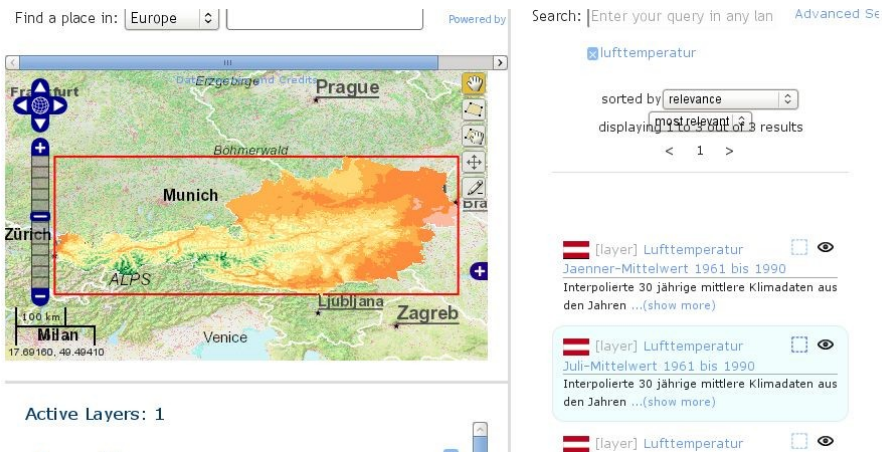 Find a place in: Europe
Powered by
Frankfurt
Erzgebirge
Prague
Böhmerwald
Munich
Bra
Zürich
ALPS
Ljubljana
Zagreb
100 km
Milan
Venice
17.69160, 49.49410
Active Layers: 1
Search: Enter your query in any lan
Advanced Se
lufttemperatur
sorted by relevance
most relevant
displaying 1 to 3 out of 3 results
< 1 >
[layer] Lufttemperatur
Jaenner-Mittelwert 1961 bis 1990
Interpolierte 30 jährige mittlere Klimadaten aus
den Jahren ...(show more)
[layer] Lufttemperatur
Juli-Mittelwert 1961 bis 1990
Interpolierte 30 jährige mittlere Klimadaten aus
den Jahren ...(show more)
[layer] Lufttemperatur